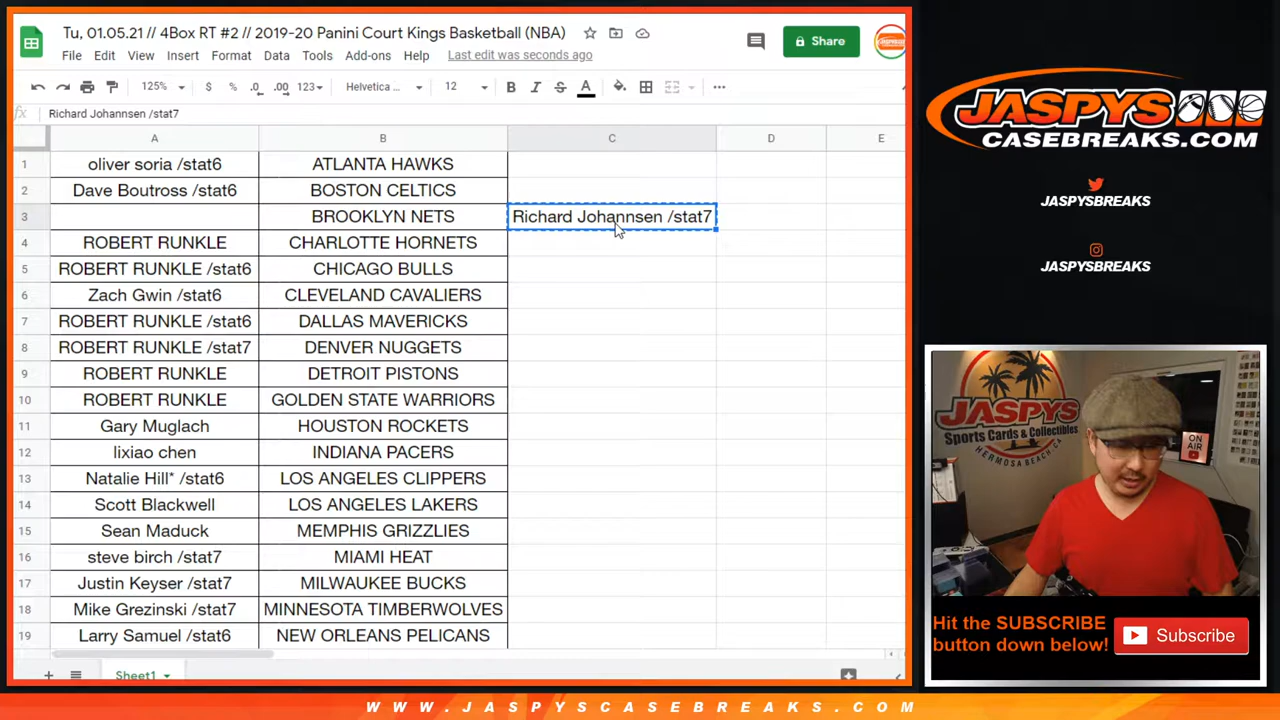 Tu, 01.05.21 // 4Box RT #2 // 2019-20 Panini Court Kings Basketball (NBA)
Share
File Edit View Insert Format Data Tools Add-ons Help Last edit was seconds ago
125% $ % .0 .00 123 Helvetica ... 12 B I S A
fx Richard Johannsen /stat7
A B C D E
1 oliver soria /stat6 ATLANTA HAWKS
2 Dave Boutross /stat6 BOSTON CELTICS
3 BROOKLYN NETS Richard Johannsen /stat7
4 ROBERT RUNKLE CHARLOTTE HORNETS
5 ROBERT RUNKLE /stat6 CHICAGO BULLS
6 Zach Gwin /stat6 CLEVELAND CAVALIERS
7 ROBERT RUNKLE /stat6 DALLAS MAVERICKS
8 ROBERT RUNKLE /stat7 DENVER NUGGETS
9 ROBERT RUNKLE DETROIT PISTONS
10 ROBERT RUNKLE GOLDEN STATE WARRIORS
11 Gary Muglach HOUSTON ROCKETS
12 lixiao chen INDIANA PACERS
13 Natalie Hill* /stat6 LOS ANGELES CLIPPERS
14 Scott Blackwell LOS ANGELES LAKERS
15 Sean Maduck MEMPHIS GRIZZLIES
16 steve birch /stat7 MIAMI HEAT
17 Justin Keyser /stat7 MILWAUKEE BUCKS
18 Mike Grezinski /stat7 MINNESOTA TIMBERWOLVES
19 Larry Samuel /stat6 NEW ORLEANS PELICANS
Sheet1
JASPYS
CASEBREAKS.COM
JASPYSBREAKS
JASPYSBREAKS
JASPYS
Sports Cards & Collectibles
HERMOSA BEACH, CA
ON
AIR
Hit the SUBSCRIBE
button down below!
Subscribe
WWW.JASPYSCASEBREAKS.COM